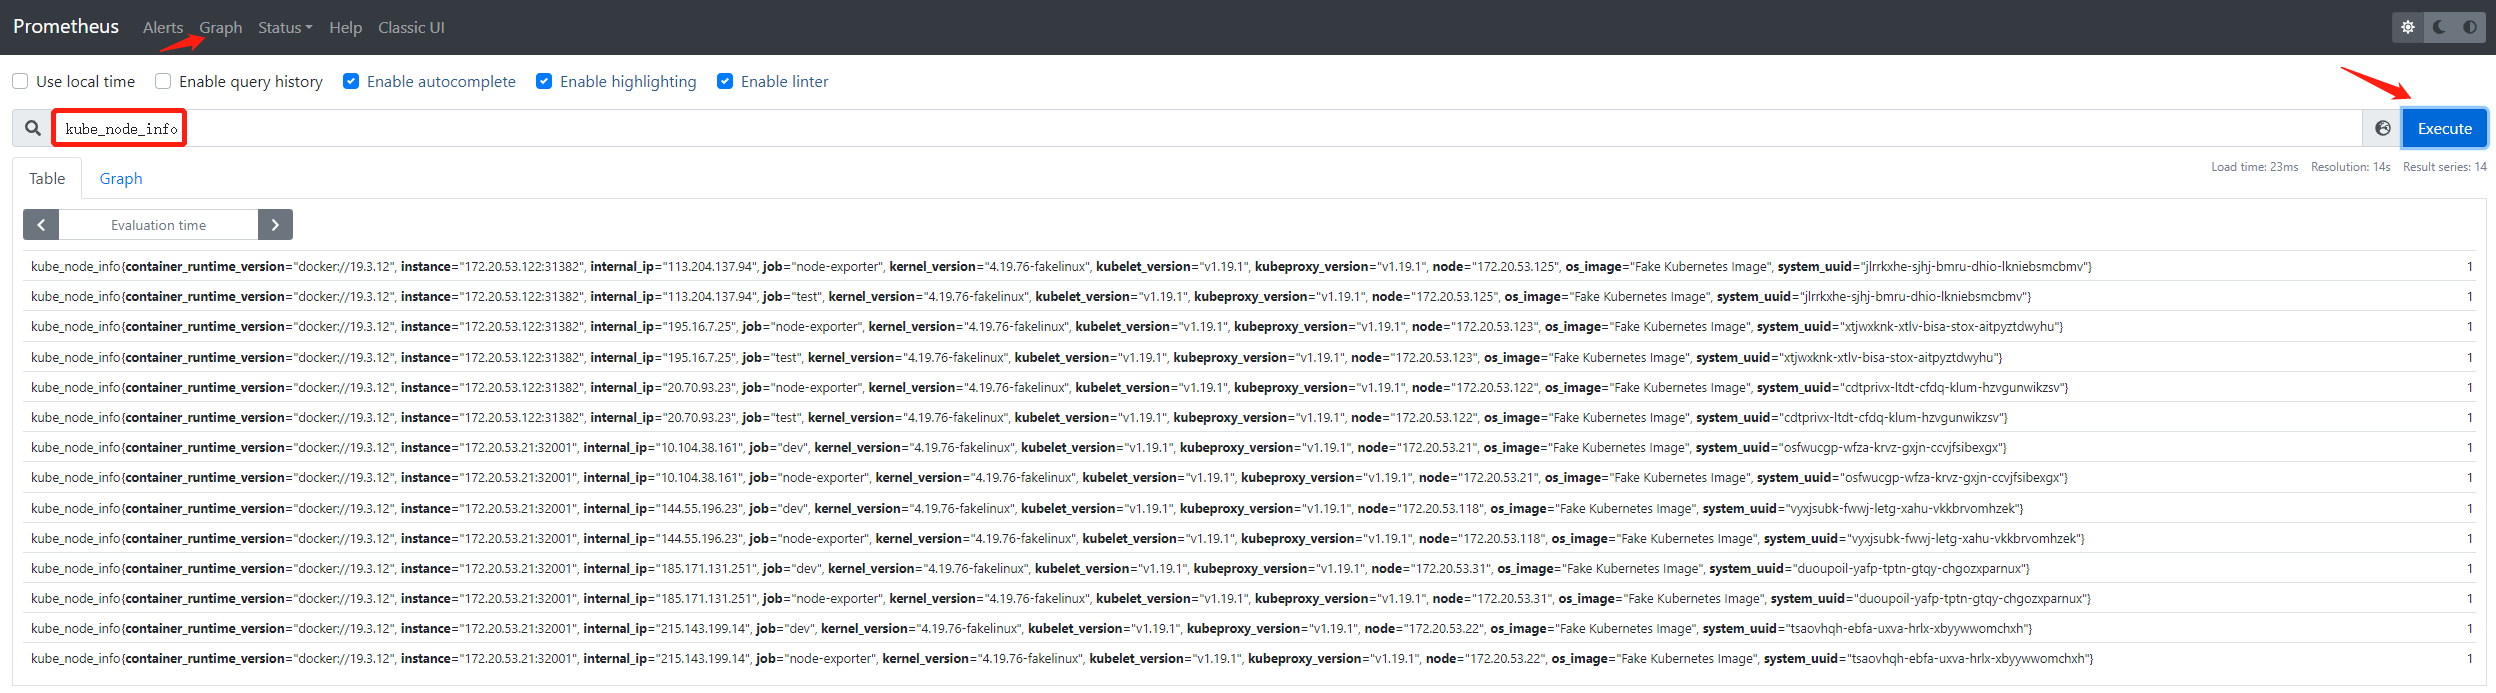 Prometheus Alerts Graph Status Help Classic UI
Use local time Enable query history Enable autocomplete Enable highlighting Enable linter
kube_node_info Execute
Table Graph Load time: 23ms Resolution: 14s Result series: 14
Evaluation time
kube_node_info{container_runtime_version="docker://19.3.12", instance="172.20.53.122:31382", internal_ip="113.204.137.94", job="node-exporter", kernel_version="4.19.76-fakelinux", kubelet_version="v1.19.1", kubeproxy_version="v1.19.1", node="172.20.53.125", os_image="Fake Kubernetes Image", system_uuid="jlrrkxhe-sjhj-bmru-dhio-lkniebsmcbmv"} 1
kube_node_info{container_runtime_version="docker://19.3.12", instance="172.20.53.122:31382", internal_ip="113.204.137.94", job="test", kernel_version="4.19.76-fakelinux", kubelet_version="v1.19.1", kubeproxy_version="v1.19.1", node="172.20.53.125", os_image="Fake Kubernetes Image", system_uuid="jlrrkxhe-sjhj-bmru-dhio-lkniebsmcbmv"} 1
kube_node_info{container_runtime_version="docker://19.3.12", instance="172.20.53.122:31382", internal_ip="195.16.7.25", job="node-exporter", kernel_version="4.19.76-fakelinux", kubelet_version="v1.19.1", kubeproxy_version="v1.19.1", node="172.20.53.123", os_image="Fake Kubernetes Image", system_uuid="xtjwxknk-xtlv-bisa-stox-aitpyztdwyhu"} 1
kube_node_info{container_runtime_version="docker://19.3.12", instance="172.20.53.122:31382", internal_ip="195.16.7.25", job="test", kernel_version="4.19.76-fakelinux", kubelet_version="v1.19.1", kubeproxy_version="v1.19.1", node="172.20.53.123", os_image="Fake Kubernetes Image", system_uuid="xtjwxknk-xtlv-bisa-stox-aitpyztdwyhu"} 1
kube_node_info{container_runtime_version="docker://19.3.12", instance="172.20.53.122:31382", internal_ip="20.70.93.23", job="node-exporter", kernel_version="4.19.76-fakelinux", kubelet_version="v1.19.1", kubeproxy_version="v1.19.1", node="172.20.53.122", os_image="Fake Kubernetes Image", system_uuid="cdtprivx-ltdt-cfdq-klum-hzvgunwikzsv"} 1
kube_node_info{container_runtime_version="docker://19.3.12", instance="172.20.53.122:31382", internal_ip="20.70.93.23", job="test", kernel_version="4.19.76-fakelinux", kubelet_version="v1.19.1", kubeproxy_version="v1.19.1", node="172.20.53.122", os_image="Fake Kubernetes Image", system_uuid="cdtprivx-ltdt-cfdq-klum-hzvgunwikzsv"} 1
kube_node_info{container_runtime_version="docker://19.3.12", instance="172.20.53.21:32001", internal_ip="10.104.38.161", job="dev", kernel_version="4.19.76-fakelinux", kubelet_version="v1.19.1", kubeproxy_version="v1.19.1", node="172.20.53.21", os_image="Fake Kubernetes Image", system_uuid="osfwucgp-wfza-krvz-gxjn-ccvjfsibexgx"} 1
kube_node_info{container_runtime_version="docker://19.3.12", instance="172.20.53.21:32001", internal_ip="10.104.38.161", job="node-exporter", kernel_version="4.19.76-fakelinux", kubelet_version="v1.19.1", kubeproxy_version="v1.19.1", node="172.20.53.21", os_image="Fake Kubernetes Image", system_uuid="osfwucgp-wfza-krvz-gxjn-ccvjfsibexgx"} 1
kube_node_info{container_runtime_version="docker://19.3.12", instance="172.20.53.21:32001", internal_ip="144.55.196.23", job="dev", kernel_version="4.19.76-fakelinux", kubelet_version="v1.19.1", kubeproxy_version="v1.19.1", node="172.20.53.118", os_image="Fake Kubernetes Image", system_uuid="vyxjsubk-fwwj-letg-xahu-vkkbrvomhzek"} 1
kube_node_info{container_runtime_version="docker://19.3.12", instance="172.20.53.21:32001", internal_ip="144.55.196.23", job="node-exporter", kernel_version="4.19.76-fakelinux", kubelet_version="v1.19.1", kubeproxy_version="v1.19.1", node="172.20.53.118", os_image="Fake Kubernetes Image", system_uuid="vyxjsubk-fwwj-letg-xahu-vkkbrvomhzek"} 1
kube_node_info{container_runtime_version="docker://19.3.12", instance="172.20.53.21:32001", internal_ip="185.171.131.251", job="dev", kernel_version="4.19.76-fakelinux", kubelet_version="v1.19.1", kubeproxy_version="v1.19.1", node="172.20.53.31", os_image="Fake Kubernetes Image", system_uuid="duoupoil-yafp-tptn-gtqy-chgozxparnux"} 1
kube_node_info{container_runtime_version="docker://19.3.12", instance="172.20.53.21:32001", internal_ip="185.171.131.251", job="node-exporter", kernel_version="4.19.76-fakelinux", kubelet_version="v1.19.1", kubeproxy_version="v1.19.1", node="172.20.53.31", os_image="Fake Kubernetes Image", system_uuid="duoupoil-yafp-tptn-gtqy-chgozxparnux"} 1
kube_node_info{container_runtime_version="docker://19.3.12", instance="172.20.53.21:32001", internal_ip="215.143.199.14", job="dev", kernel_version="4.19.76-fakelinux", kubelet_version="v1.19.1", kubeproxy_version="v1.19.1", node="172.20.53.22", os_image="Fake Kubernetes Image", system_uuid="tsaovhqh-ebfa-uxva-hrlx-xbyywwomchxh"} 1
kube_node_info{container_runtime_version="docker://19.3.12", instance="172.20.53.21:32001", internal_ip="215.143.199.14", job="node-exporter", kernel_version="4.19.76-fakelinux", kubelet_version="v1.19.1", kubeproxy_version="v1.19.1", node="172.20.53.22", os_image="Fake Kubernetes Image", system_uuid="tsaovhqh-ebfa-uxva-hrlx-xbyywwomchxh"} 1